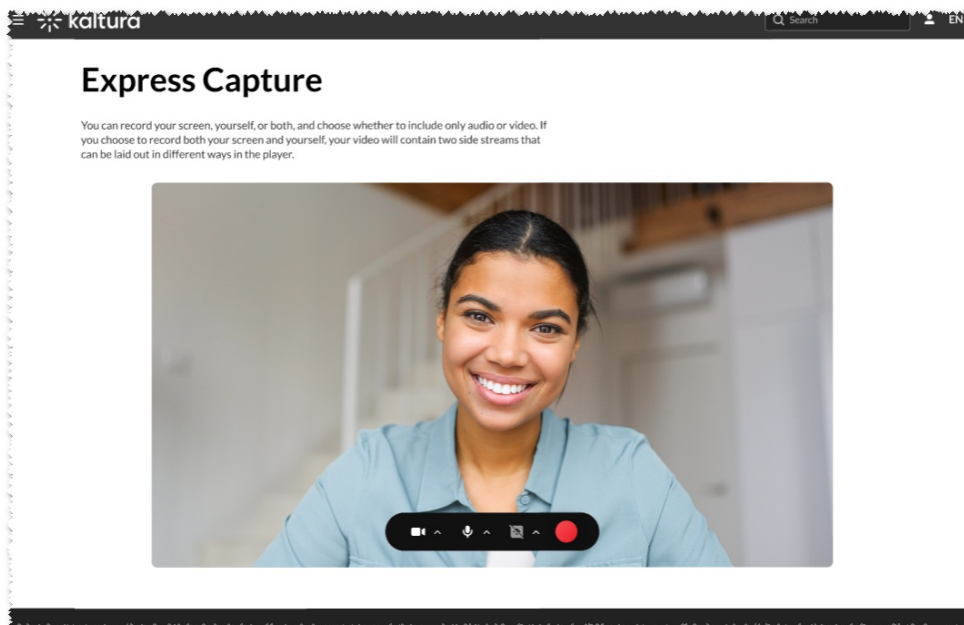 kaltura
Search
EN
Express Capture
You can record your screen, yourself, or both, and choose whether to include only audio or video. If
you choose to record both your screen and yourself, your video will contain two side streams that
can be laid out in different ways in the player.